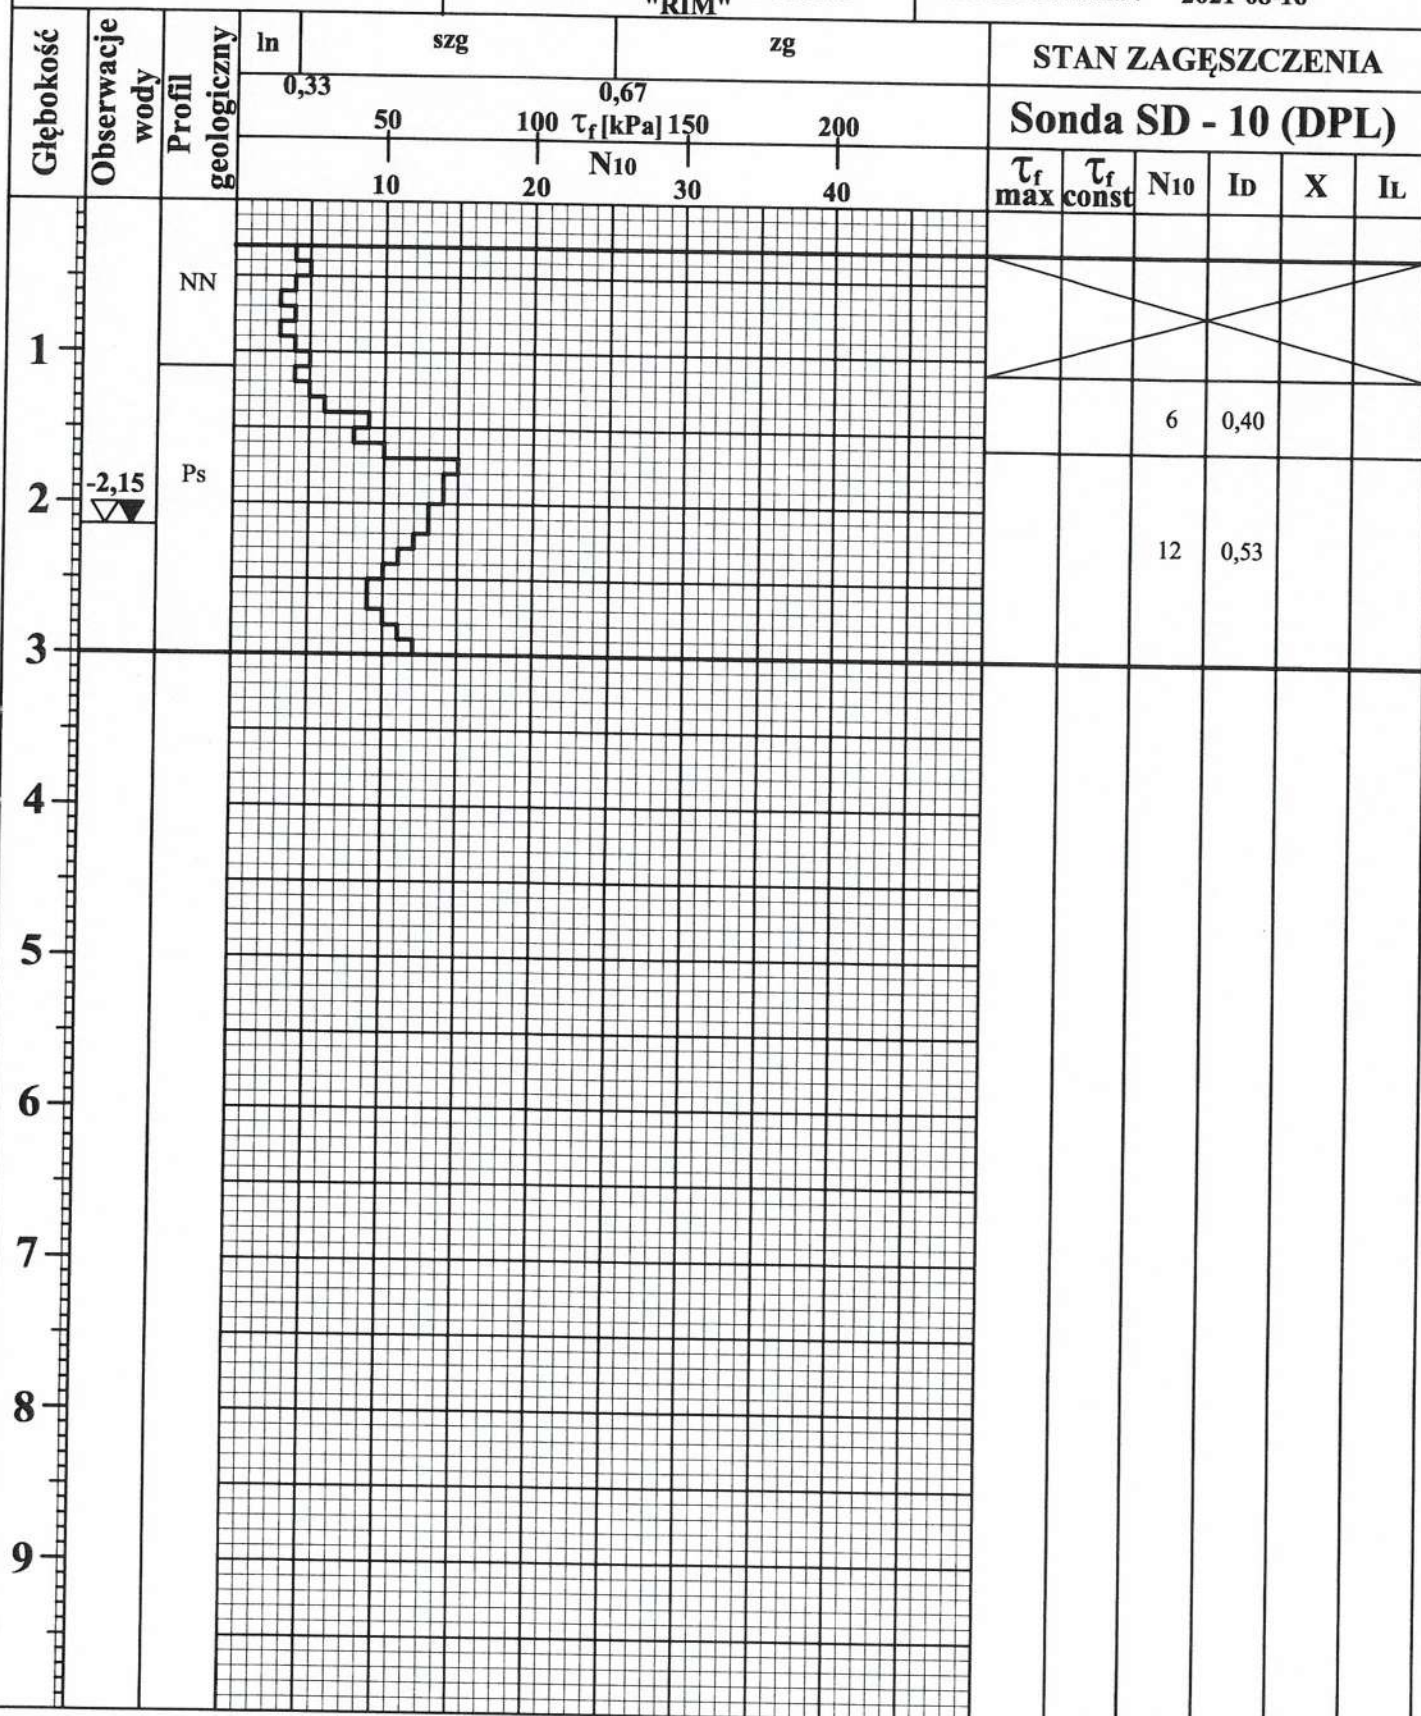 "RIM"
Głębokość
Obserwacje wody
Profil geologiczny
ln szg zg
0,33 0,67
50 100 τf [kPa] 150 200
N10
10 20 30 40
STAN ZAGĘSZCZENIA
Sonda SD - 10 (DPL)
τf max τf const N10 ID X IL
NN
1
6 0,40
Ps
-2,15
2
12 0,53
3
4
5
6
7
8
9